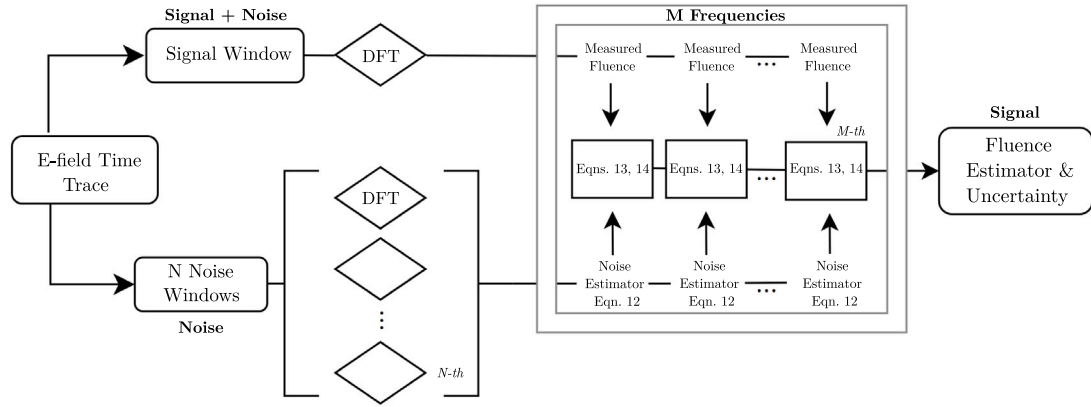 Signal + Noise
Signal Window
DFT
E-field Time
Trace
N Noise
Windows
Noise
DFT
N-th
M Frequencies
Measured
Fluence
Measured
Fluence
...
Measured
Fluence
M-th
Eqns. 13, 14
Eqns. 13, 14
...
Eqns. 13, 14
Noise
Estimator
Eqn. 12
Noise
Estimator
Eqn. 12
...
Noise
Estimator
Eqn. 12
Signal
Fluence
Estimator &
Uncertainty